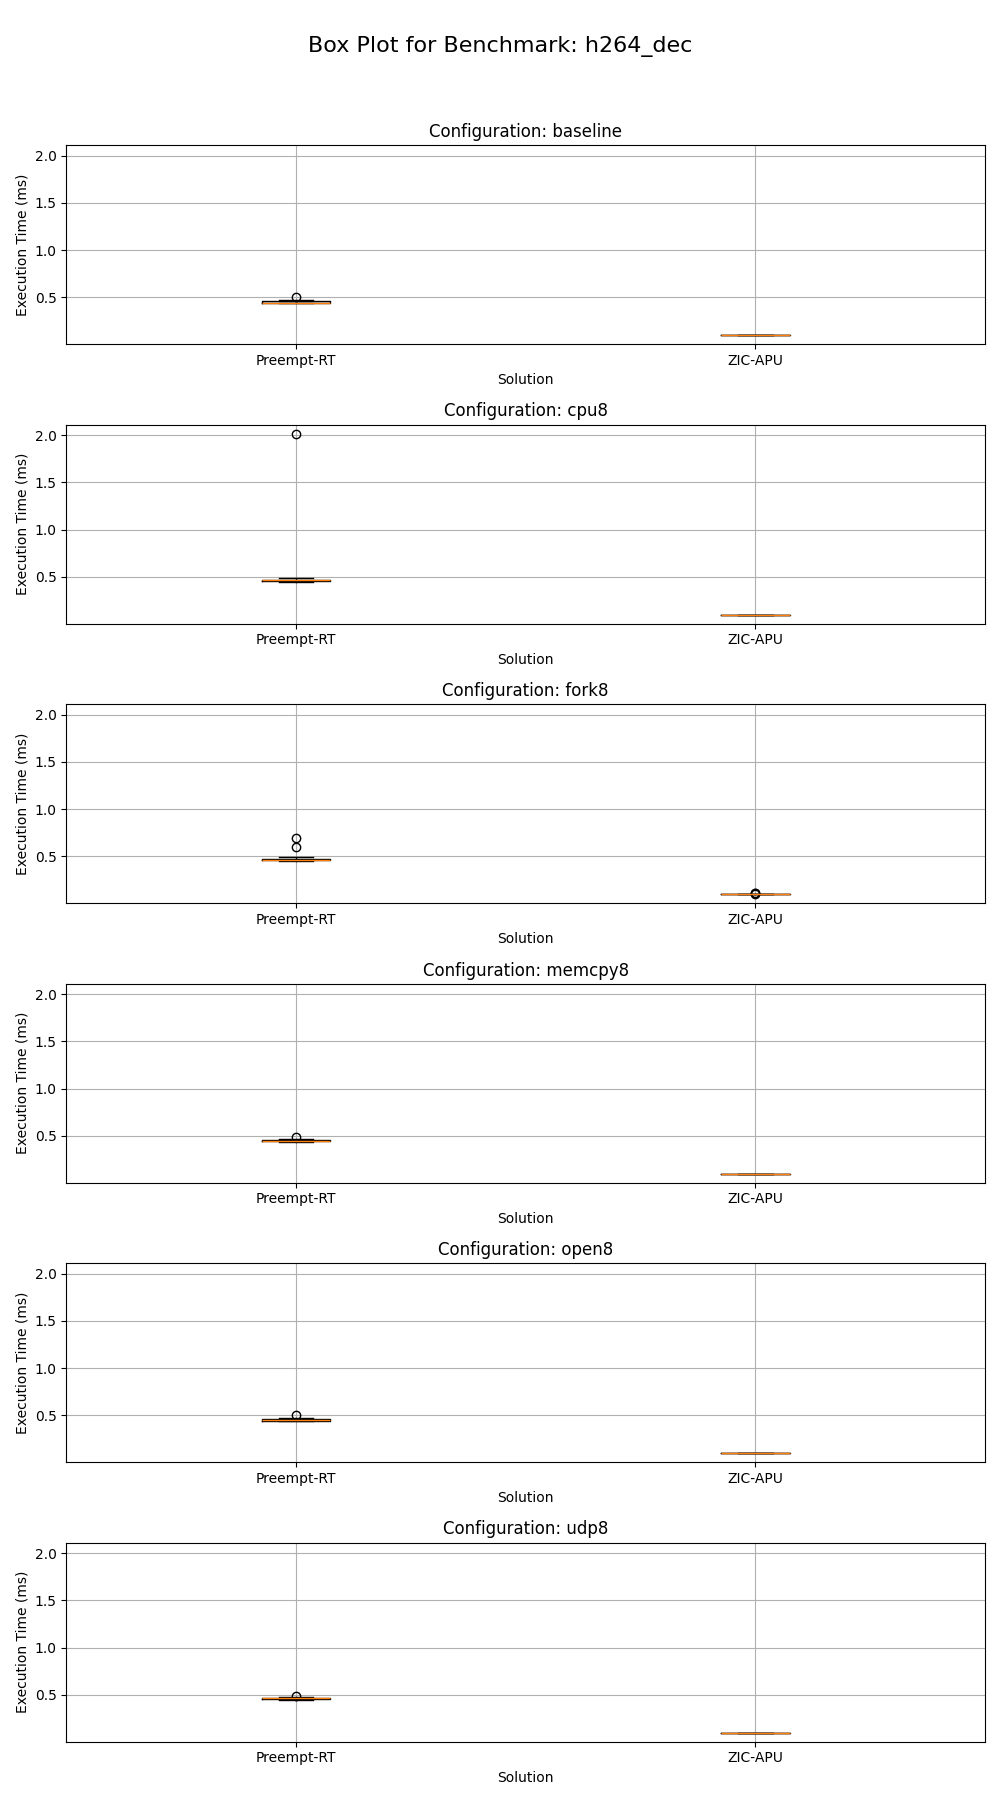 Box Plot for Benchmark: h264_dec
Configuration: baseline
2.0
1.5
1.0
0.5
Execution Time (ms)
Preempt-RT ZIC-APU
Solution
Configuration: cpu8
2.0
1.5
1.0
0.5
Execution Time (ms)
Preempt-RT ZIC-APU
Solution
Configuration: fork8
2.0
1.5
1.0
0.5
Execution Time (ms)
Preempt-RT ZIC-APU
Solution
Configuration: memcpy8
2.0
1.5
1.0
0.5
Execution Time (ms)
Preempt-RT ZIC-APU
Solution
Configuration: open8
2.0
1.5
1.0
0.5
Execution Time (ms)
Preempt-RT ZIC-APU
Solution
Configuration: udp8
2.0
1.5
1.0
0.5
Execution Time (ms)
Preempt-RT ZIC-APU
Solution